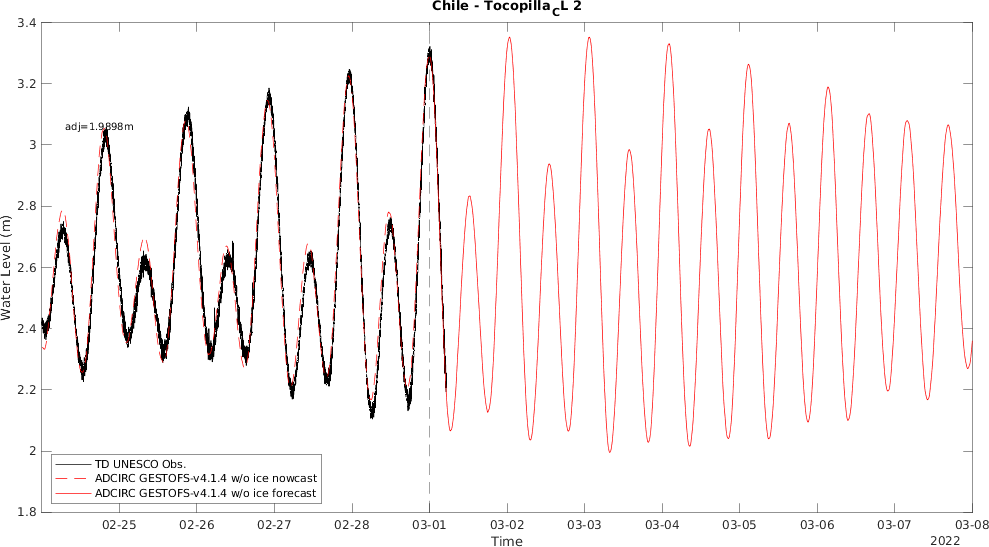 Chile - Tocopilla_CL 2
3.4
3.2
3
2.8
2.6
2.4
2.2
2
1.8
Water Level (m)
adj=1.9898m
TD UNESCO Obs.
ADCIRC GESTOFS-v4.1.4 w/o ice nowcast
ADCIRC GESTOFS-v4.1.4 w/o ice forecast
02-25 02-26 02-27 02-28 03-01 03-02 03-03 03-04 03-05 03-06 03-07 03-08
Time
2022